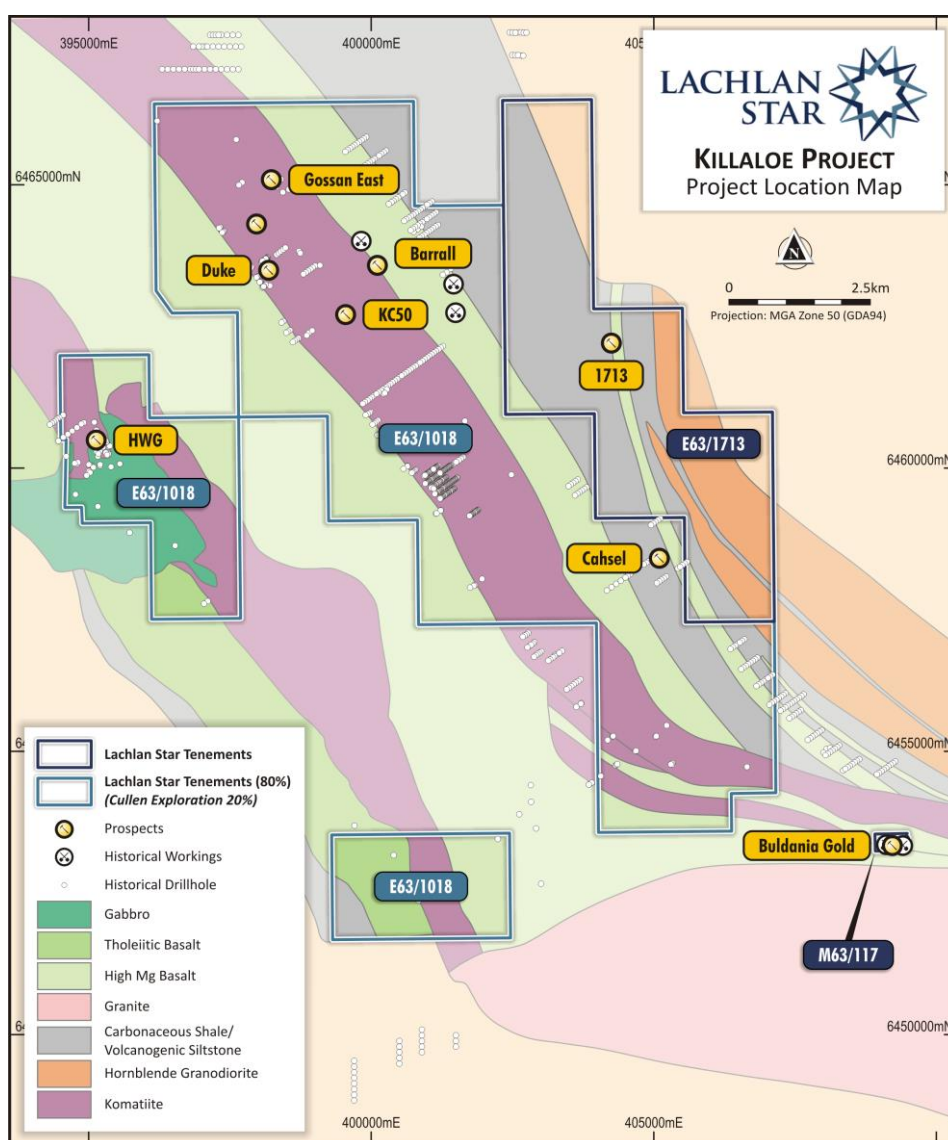 395000mE
400000mE
405
LACHLAN
STAR
KILLALOE PROJECT
Project Location Map
6465000mN
N
N
0
2.5km
Projection: MGA Zone 50 (GDA94)
Gossan East
Duke
Barrall
KC50
1713
HWG
E63/1018
E63/1018
E63/1713
6460000mN
Cahsel
64
6455000mN
Lachlan Star Tenements
Lachlan Star Tenements (80%)
(Cullen Exploration 20%)
Prospects
Historical Workings
Historical Drillhole
Gabbro
Tholeiitic Basalt
High Mg Basalt
Granite
Carbonaceous Shale/
Volcanogenic Siltstone
Hornblende Granodiorite
Komatiite
Buldania Gold
E63/1018
M63/117
6450000mN
400000mE
405000mE